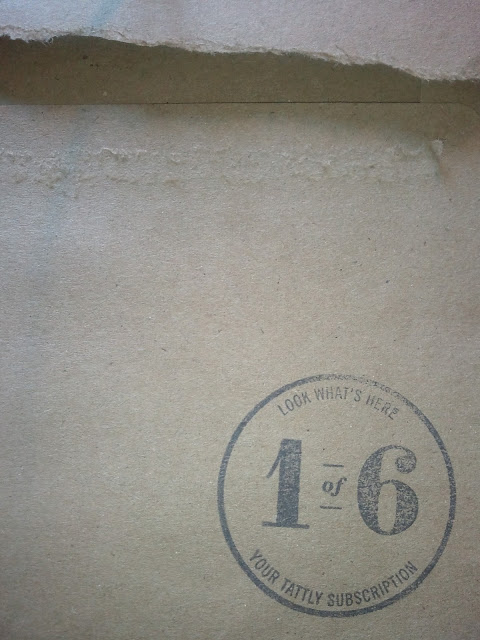 LOOK WHAT'S HERE
1 of 6
YOUR TATTLY SUBSCRIPTION